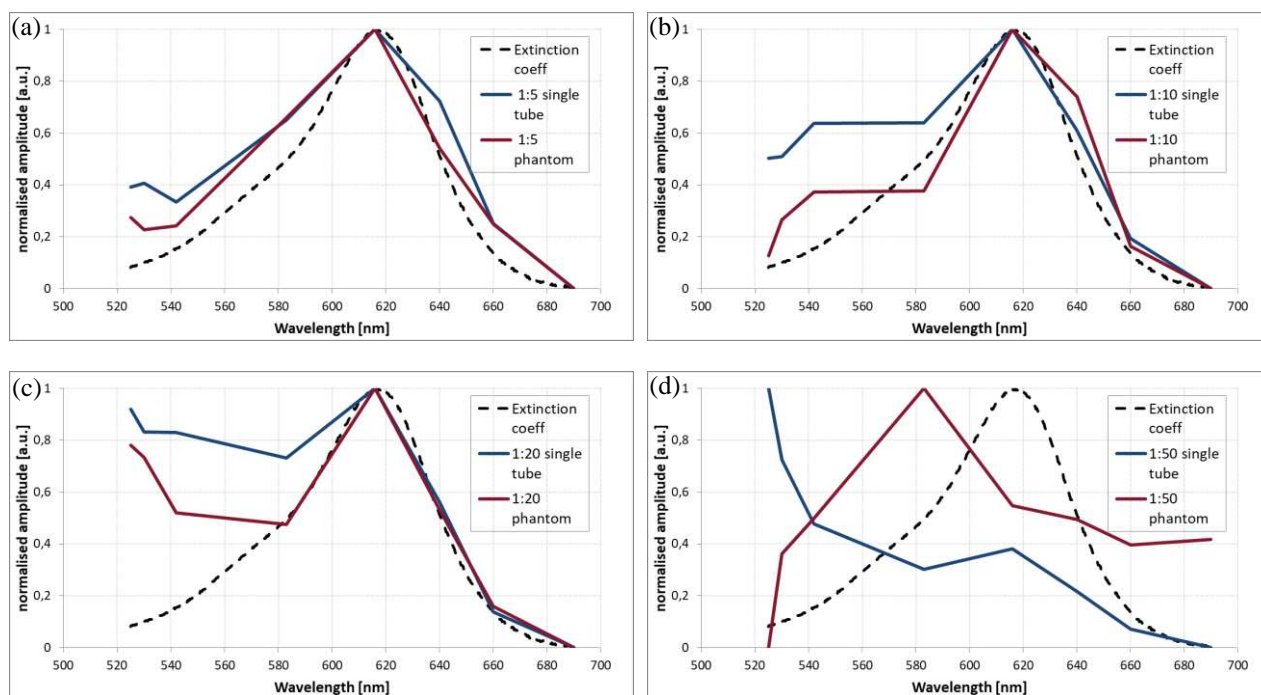 (a)
normalised amplitude [a.u.]
1
0,8
0,6
0,4
0,2
0
500 520 540 560 580 600 620 640 660 680 700
Wavelength [nm]
Extinction
coeff
1:5 single
tube
1:5
phantom
(b)
normalised amplitude [a.u.]
1
0,8
0,6
0,4
0,2
0
500 520 540 560 580 600 620 640 660 680 700
Wavelength [nm]
Extinction
coeff
1:10 single
tube
1:10
phantom
(c)
normalised amplitude [a.u.]
1
0,8
0,6
0,4
0,2
0
500 520 540 560 580 600 620 640 660 680 700
Wavelength [nm]
Extinction
coeff
1:20 single
tube
1:20
phantom
(d)
normalised amplitude [a.u.]
1
0,8
0,6
0,4
0,2
0
500 520 540 560 580 600 620 640 660 680 700
Wavelength [nm]
Extinction
coeff
1:50 single
tube
1:50
phantom